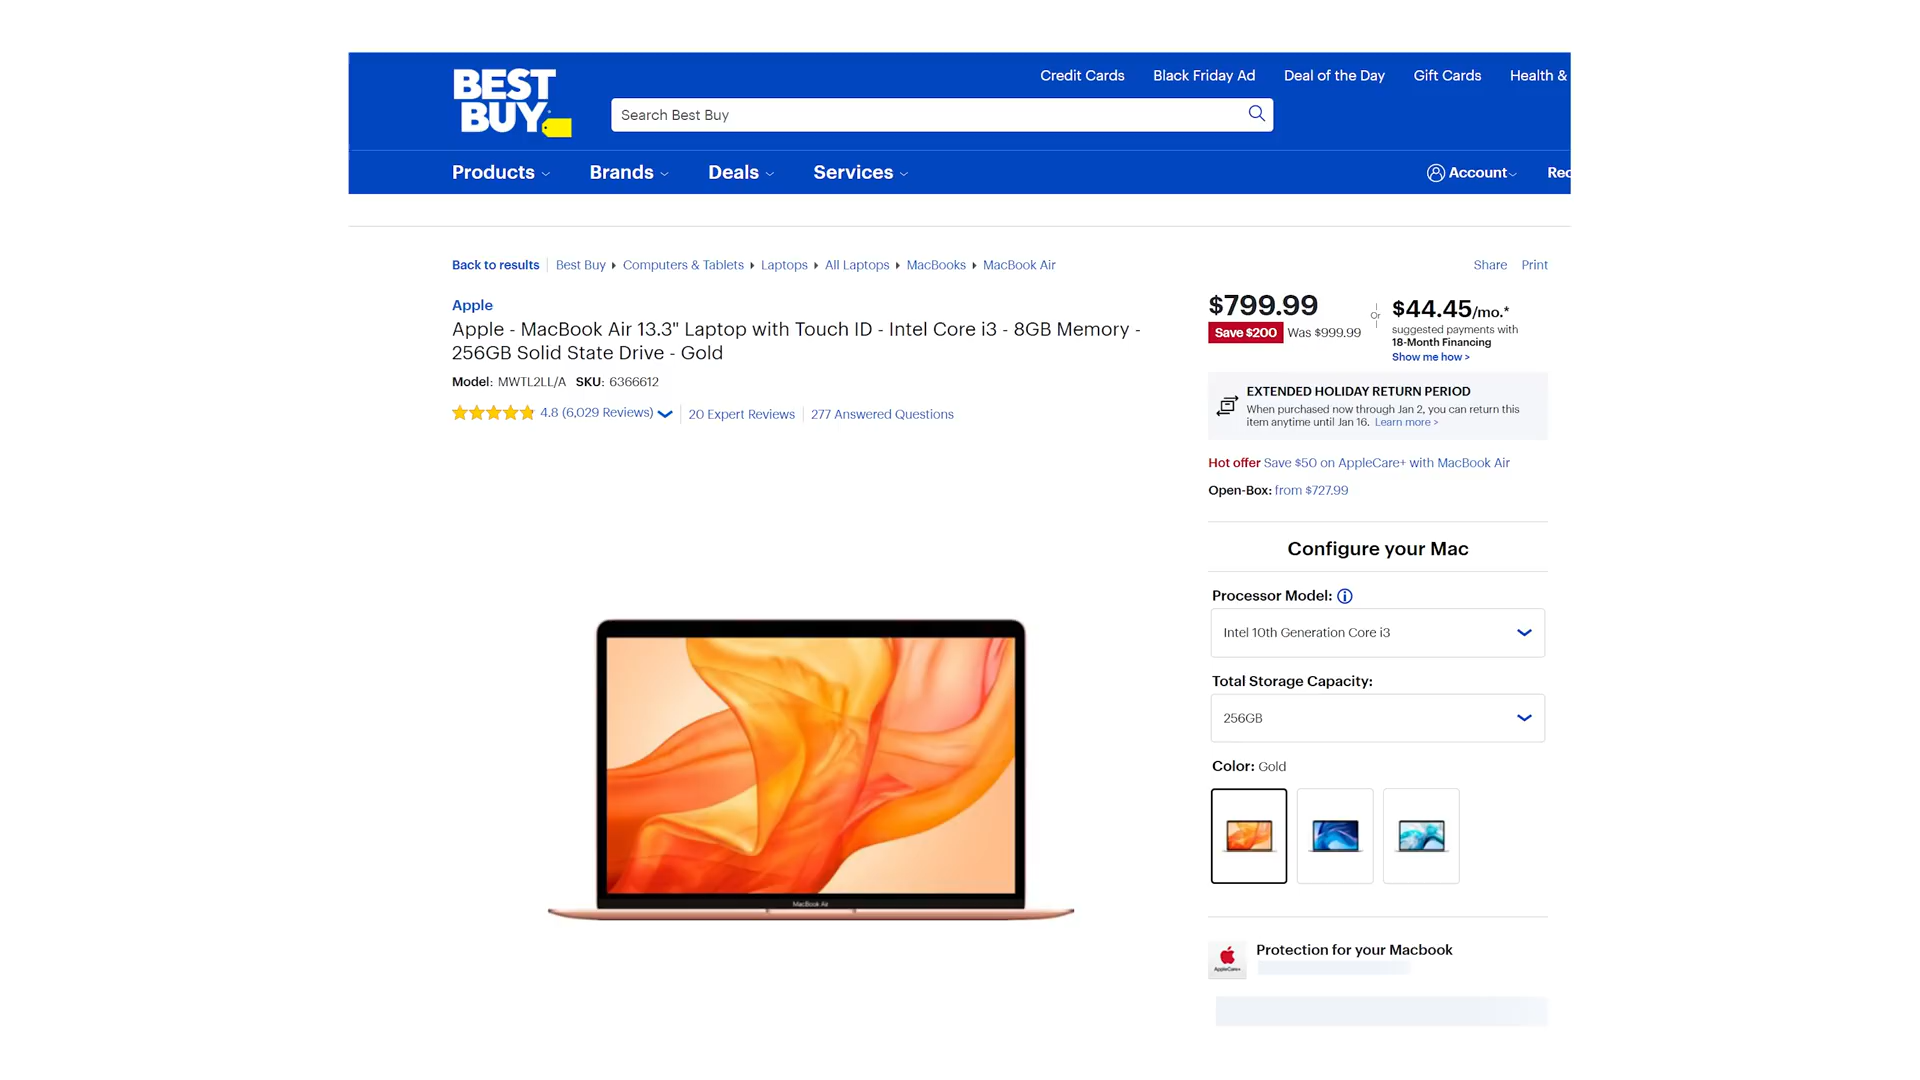 BEST
BUY
Credit Cards Black Friday Ad Deal of the Day Gift Cards Health &
Search Best Buy
Products Brands Deals Services Account Rec
Back to results Best Buy Computers & Tablets Laptops All Laptops MacBooks MacBook Air Share Print
Apple
Apple - MacBook Air 13.3" Laptop with Touch ID - Intel Core i3 - 8GB Memory -
256GB Solid State Drive - Gold
Model: MWTL2LL/A SKU: 6366612
4.8 (6,029 Reviews) 20 Expert Reviews 277 Answered Questions
MacBook Air
$799.99
Save $200 Was $999.99
Or
$44.45/mo.*
suggested payments with
18-Month Financing
Show me how >
EXTENDED HOLIDAY RETURN PERIOD
When purchased now through Jan 2, you can return this
item anytime until Jan 16. Learn more >
Hot offer Save $50 on AppleCare+ with MacBook Air
Open-Box: from $727.99
Configure your Mac
Processor Model:
Intel 10th Generation Core i3
Total Storage Capacity:
256GB
Color: Gold
AppleCare+
Protection for your Macbook